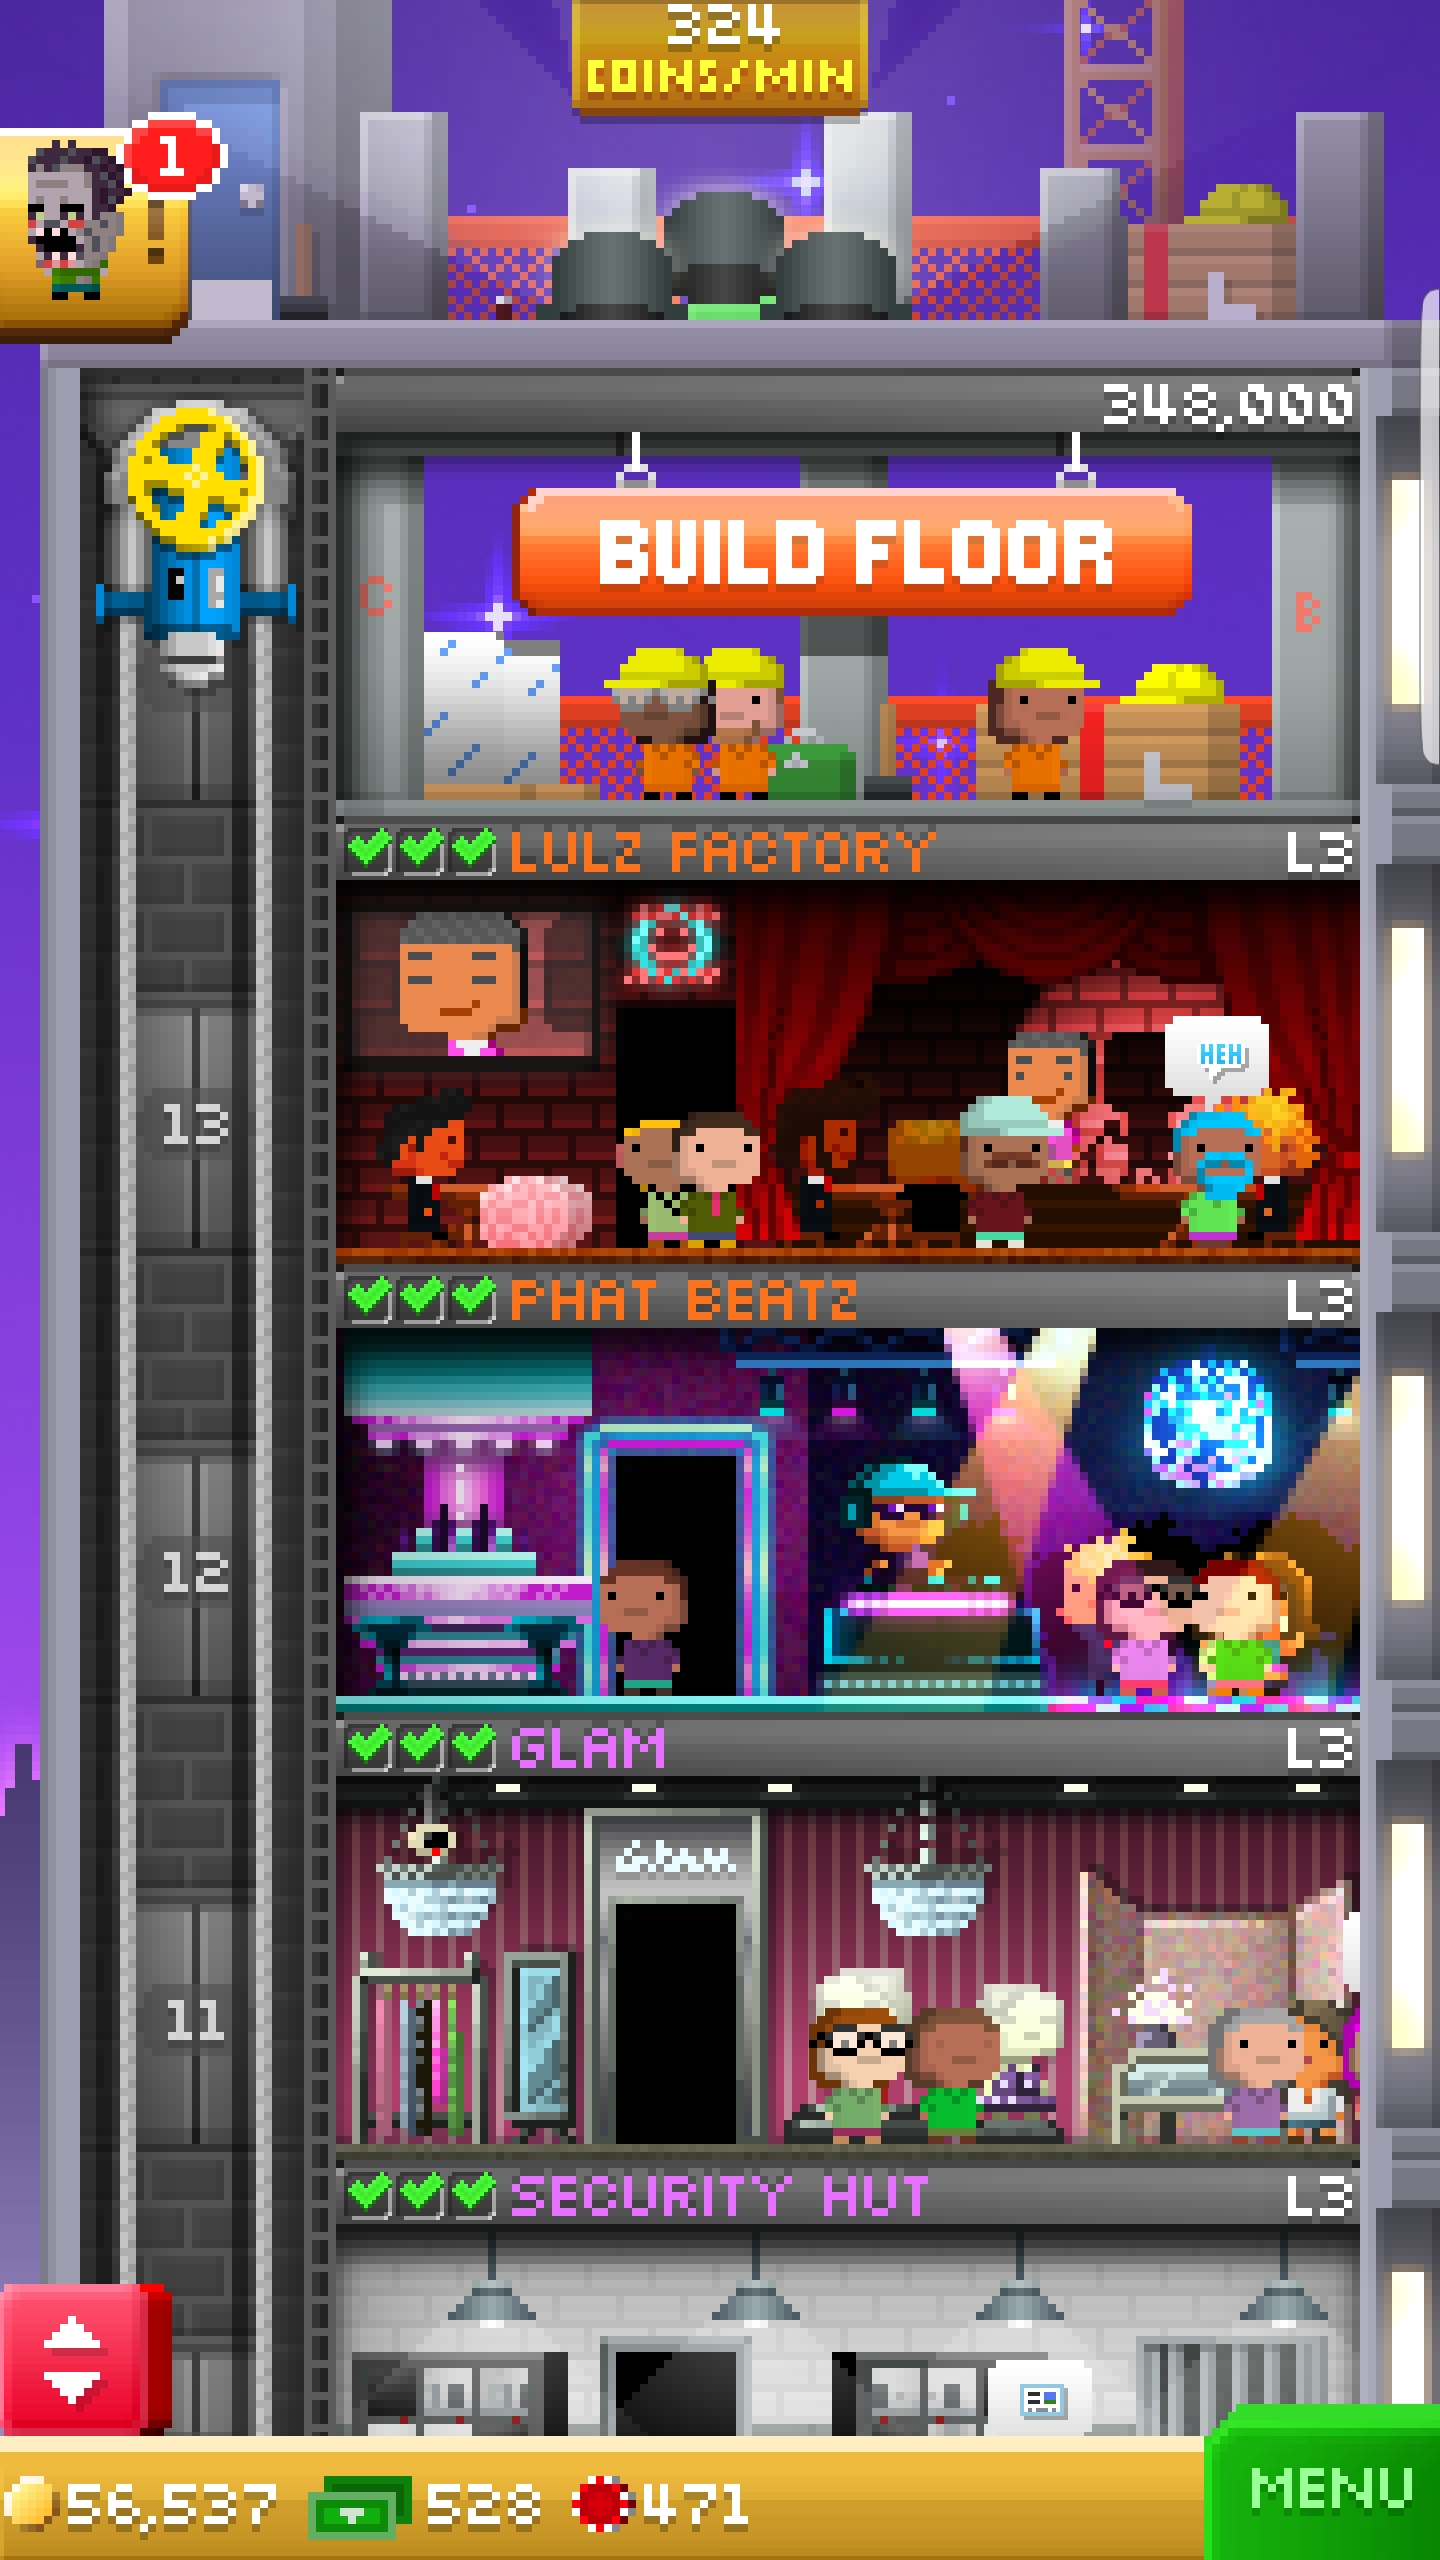 324
COINS/MIN
1
!
348,000
BUILD FLOOR
C
B
LULZ FACTORY L3
HEH
13
PHAT BEATZ L3
12
GLAM L3
Glam
11
SECURITY HUT L3
56,537 528 471
MENU